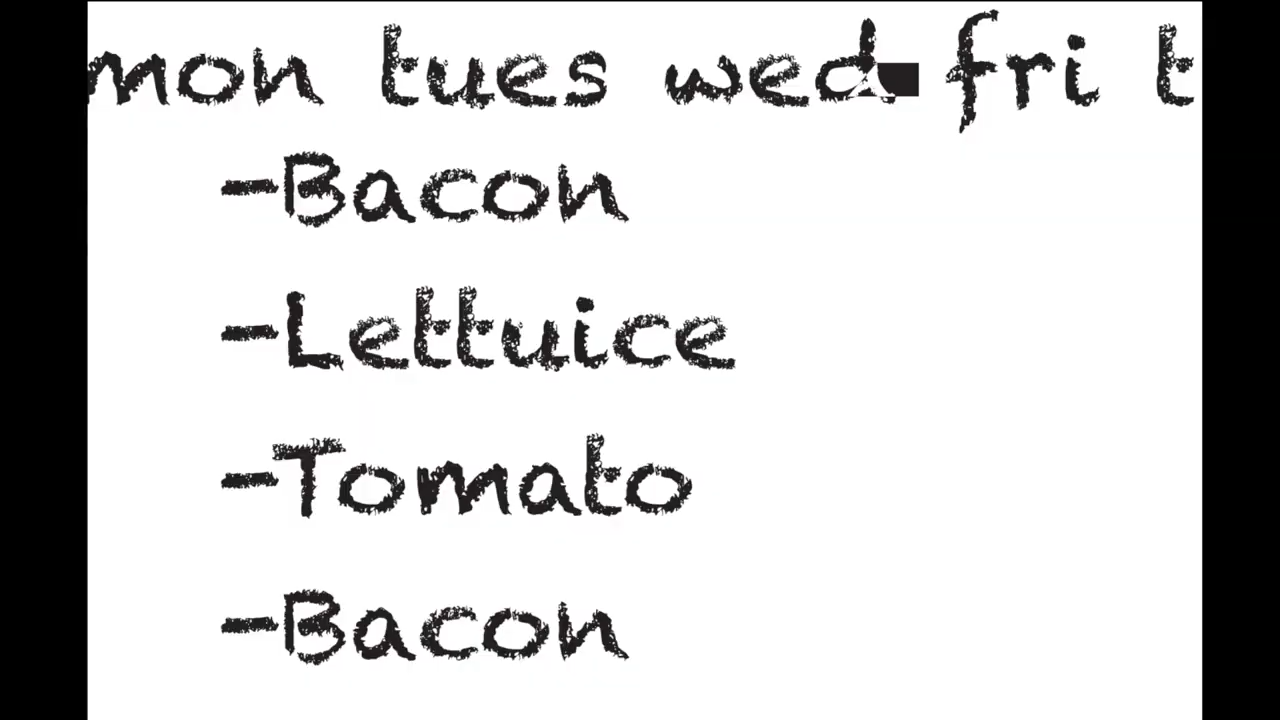 mon tues wed fri t
-Bacon
-Lettuice
-Tomato
-Bacon